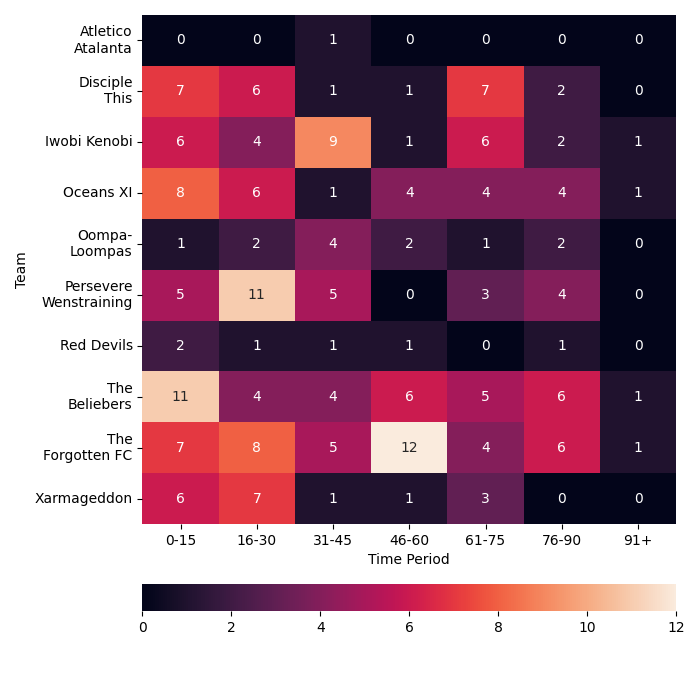 Atletico
Atalanta
0 0 1 0 0 0 0
Disciple
This
7 6 1 1 7 2 0
Iwobi Kenobi 6 4 9 1 6 2 1
Oceans XI 8 6 1 4 4 4 1
Oompa-
Loompas
1 2 4 2 1 2 0
Team
Persevere
Wenstraining
5 11 5 0 3 4 0
Red Devils 2 1 1 1 0 1 0
The
Beliebers
11 4 4 6 5 6 1
The
Forgotten FC
7 8 5 12 4 6 1
Xarmageddon 6 7 1 1 3 0 0
0-15 16-30 31-45 46-60 61-75 76-90 91+
Time Period
0 2 4 6 8 10 12